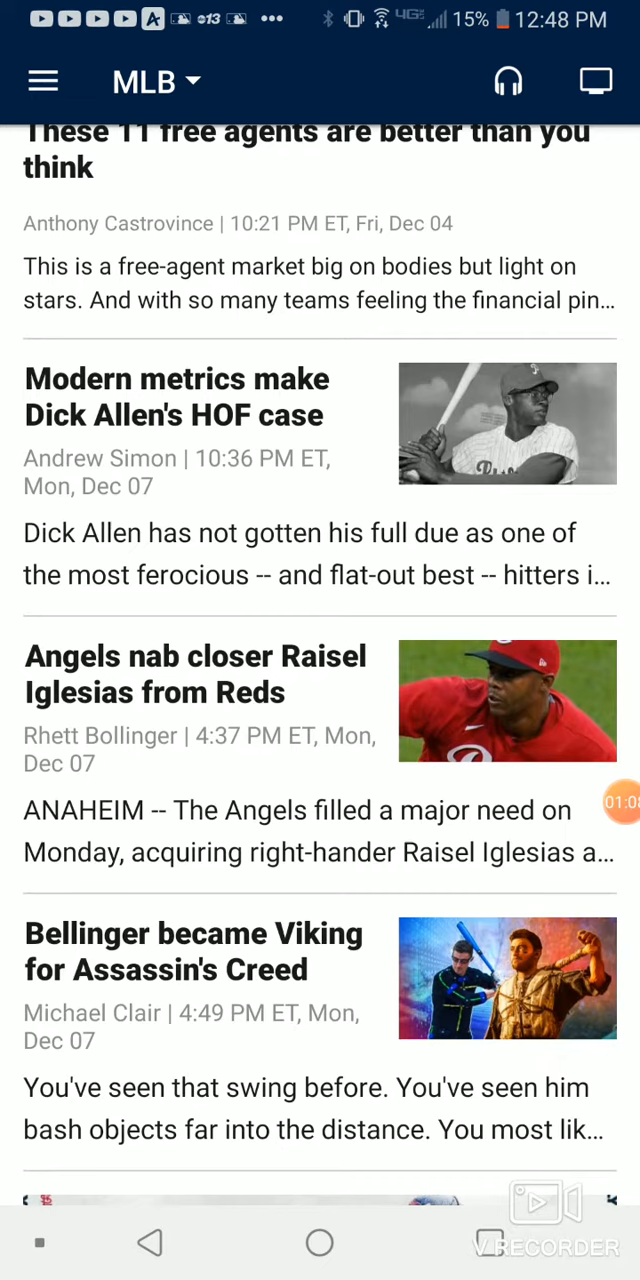 A e13 ••• 4G 15% 12:48 PM
MLB
These 11 free agents are better than you
think
Anthony Castrovince | 10:21 PM ET, Fri, Dec 04
This is a free-agent market big on bodies but light on
stars. And with so many teams feeling the financial pin...
Modern metrics make
Dick Allen's HOF case
Andrew Simon | 10:36 PM ET,
Mon, Dec 07
Dick Allen has not gotten his full due as one of
the most ferocious -- and flat-out best -- hitters i...
Angels nab closer Raisel
Iglesias from Reds
Rhett Bollinger | 4:37 PM ET, Mon,
Dec 07
01:08
ANAHEIM -- The Angels filled a major need on
Monday, acquiring right-hander Raisel Iglesias a...
Bellinger became Viking
for Assassin's Creed
Michael Clair | 4:49 PM ET, Mon,
Dec 07
You've seen that swing before. You've seen him
bash objects far into the distance. You most lik...
V RECORDER